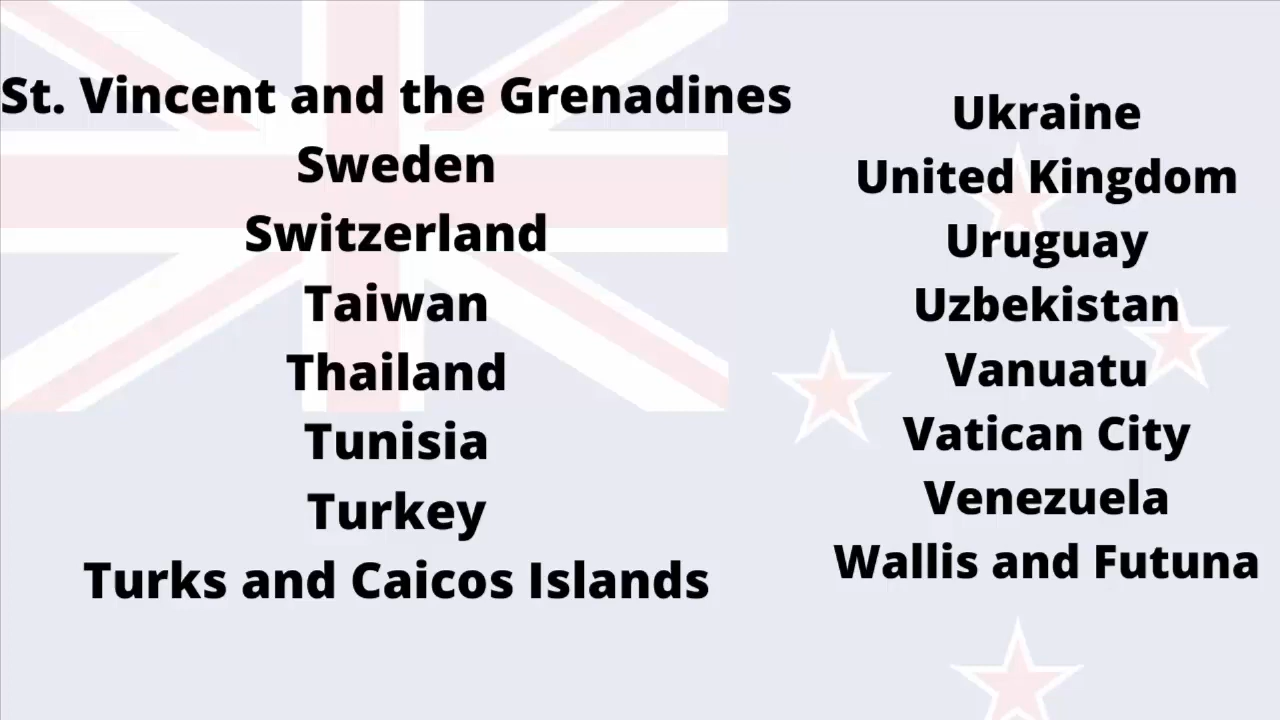 St. Vincent and the Grenadines
Sweden
Switzerland
Taiwan
Thailand
Tunisia
Turkey
Turks and Caicos Islands
Ukraine
United Kingdom
Uruguay
Uzbekistan
Vanuatu
Vatican City
Venezuela
Wallis and Futuna